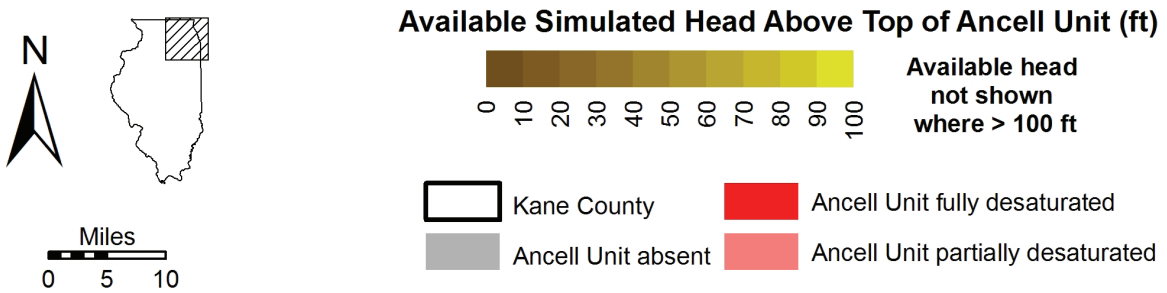 Available Simulated Head Above Top of Ancell Unit (ft)
N
0 10 20 30 40 50 60 70 80 90 100
Available head
not shown
where > 100 ft
Kane County
Ancell Unit fully desaturated
Miles
0 5 10
Ancell Unit absent
Ancell Unit partially desaturated